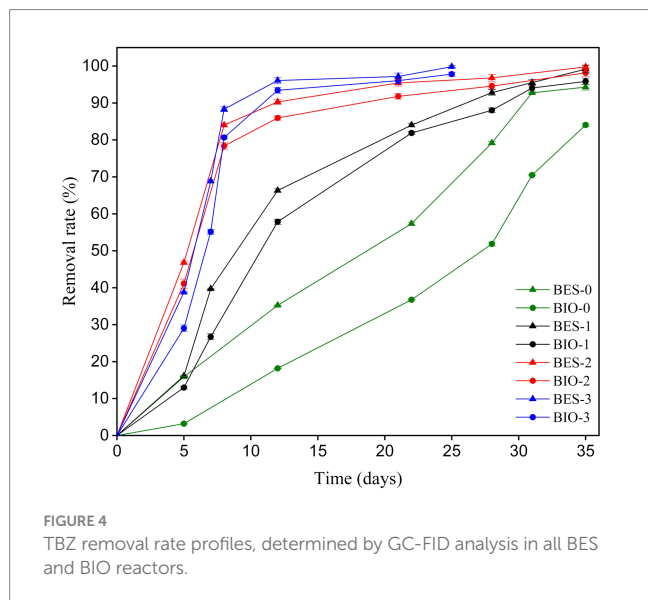 100
90
80
70
60
50
40
30
20
10
0
Removal rate (%)
BES-0
BIO-0
BES-1
BIO-1
BES-2
BIO-2
BES-3
BIO-3
0 5 10 15 20 25 30 35
Time (days)
FIGURE 4
TBZ removal rate profiles, determined by GC-FID analysis in all BES
and BIO reactors.